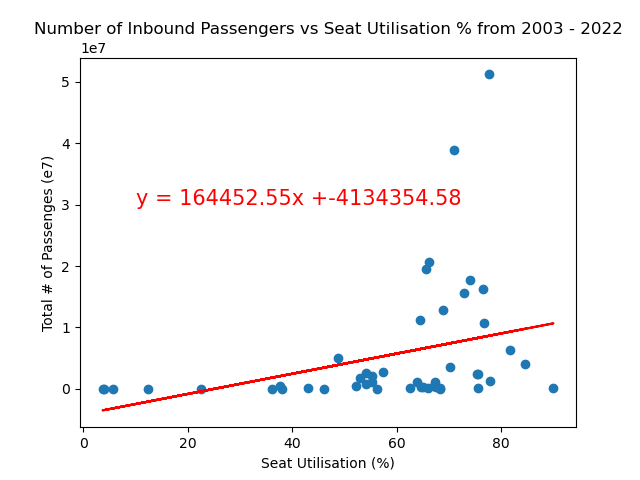 Number of Inbound Passengers vs Seat Utilisation % from 2003 - 2022
1e7
5
4
3
2
1
0
Total # of Passenges (e7)
y = 164452.55x +-4134354.58
0 20 40 60 80
Seat Utilisation (%)